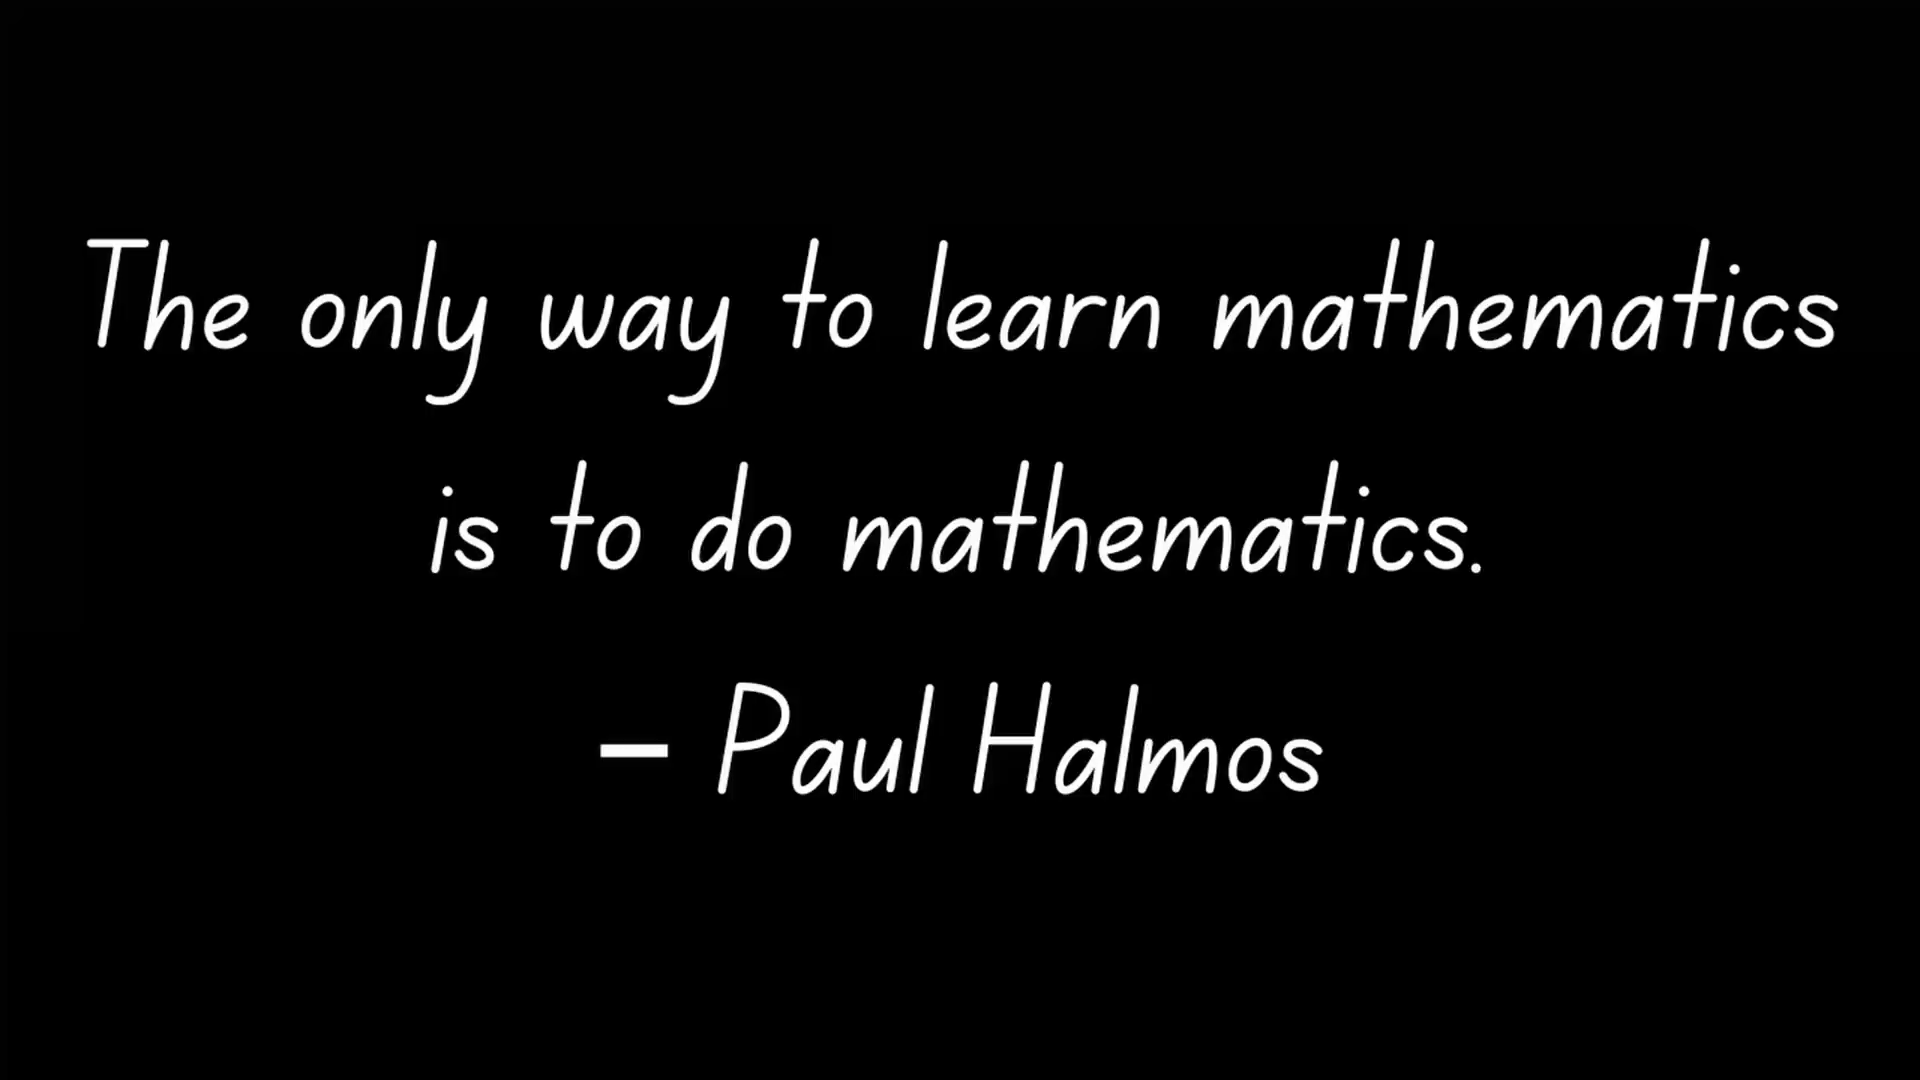 The only way to learn mathematics
is to do mathematics.
– Paul Halmos